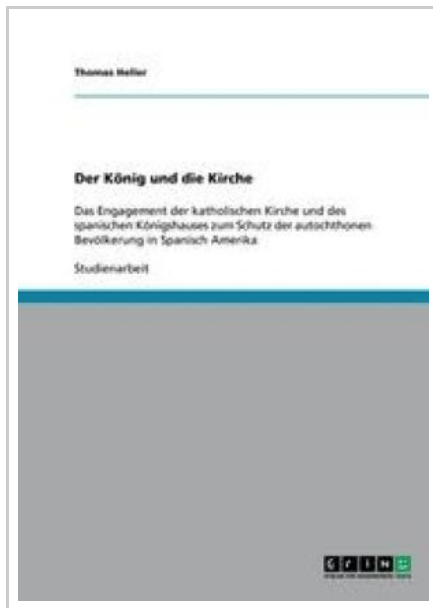 Thomas Heller
Der König und die Kirche
Das Engagement der katholischen Kirche und des
spanischen Königshauses zum Schutz der autochthonen
Bevölkerung in Spanisch Amerika
Studienarbeit
GRIN